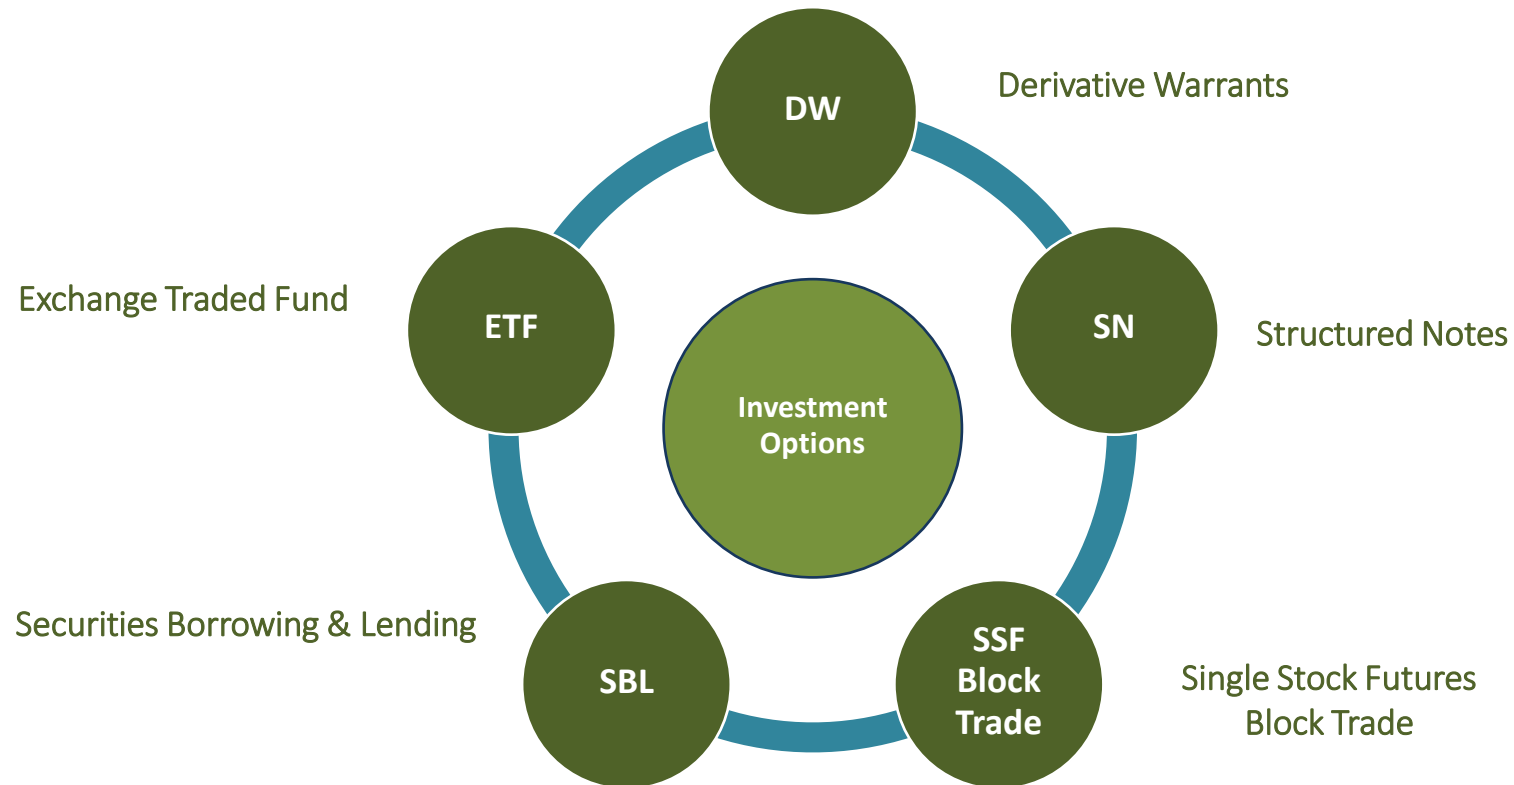 DW
Derivative Warrants
ETF
Exchange Traded Fund
SN
Structured Notes
Investment
Options
SBL
Securities Borrowing & Lending
SSF
Block
Trade
Single Stock Futures
Block Trade